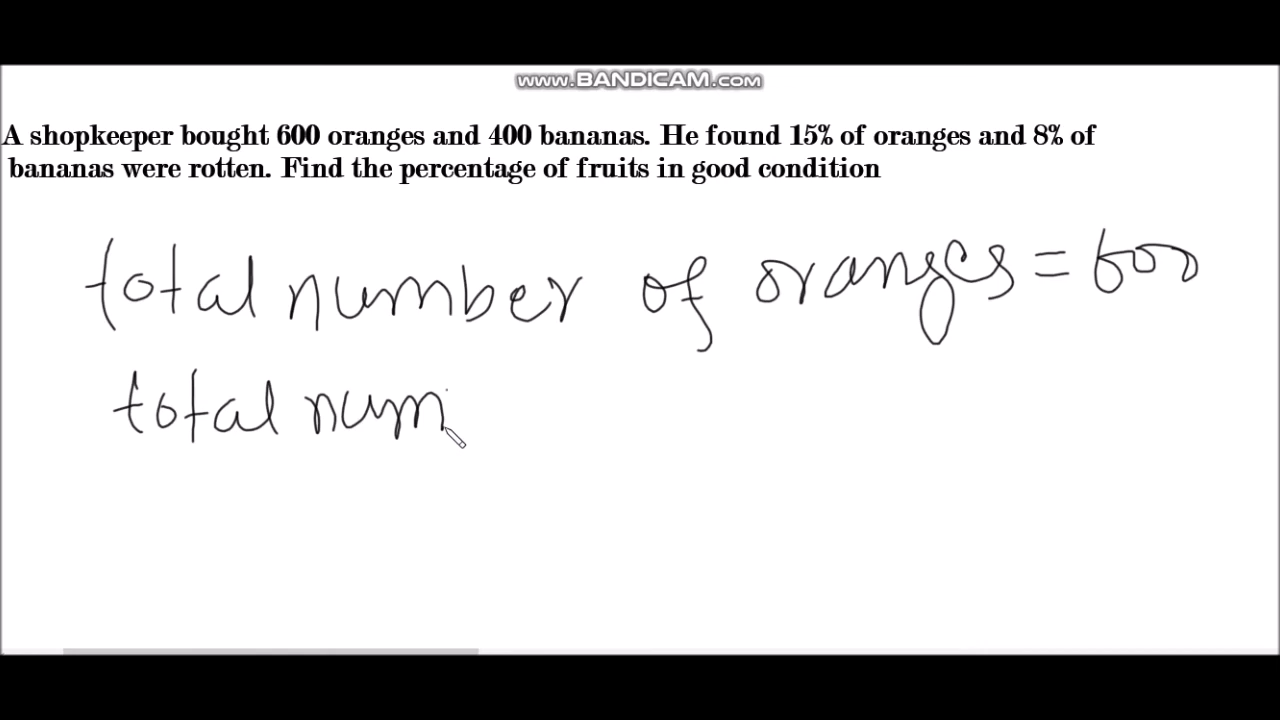 www.BANDICAM.com
A shopkeeper bought 600 oranges and 400 bananas. He found 15% of oranges and 8% of
bananas were rotten. Find the percentage of fruits in good condition
total number of oranges = 600
total num